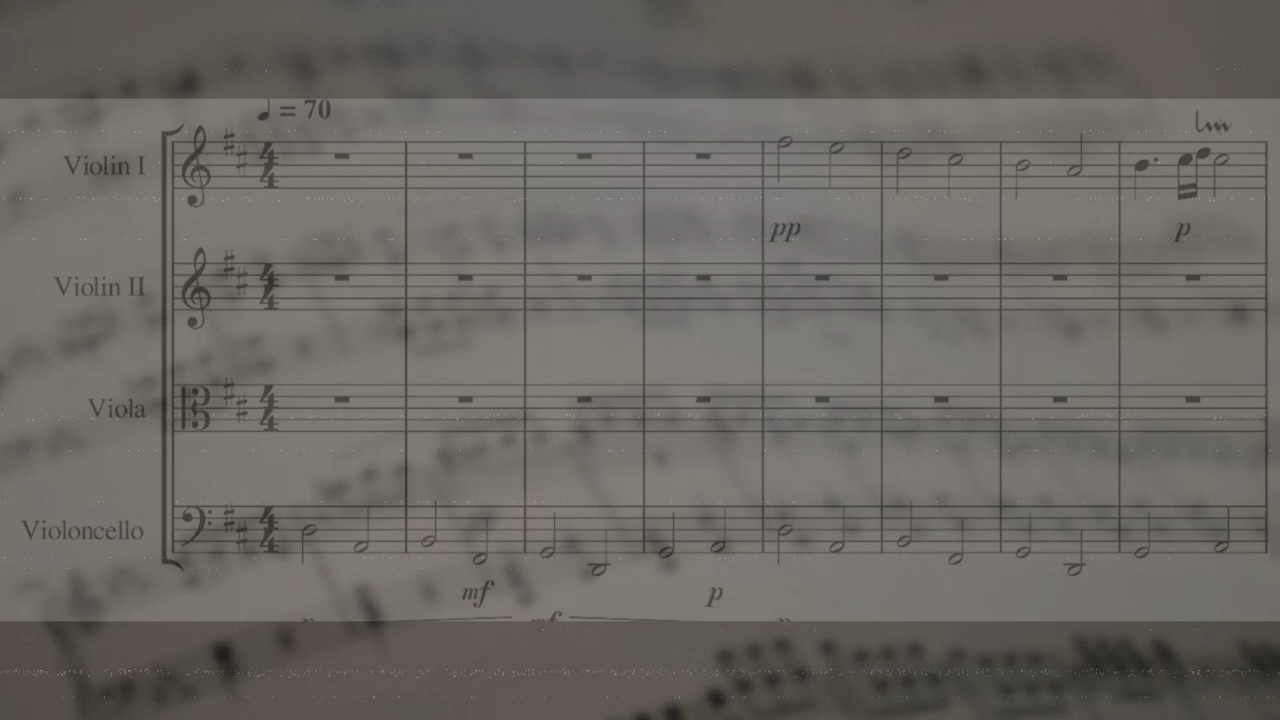 ♩ = 70
Violin I
pp
p
Violin II
Viola
Violoncello
mf
p